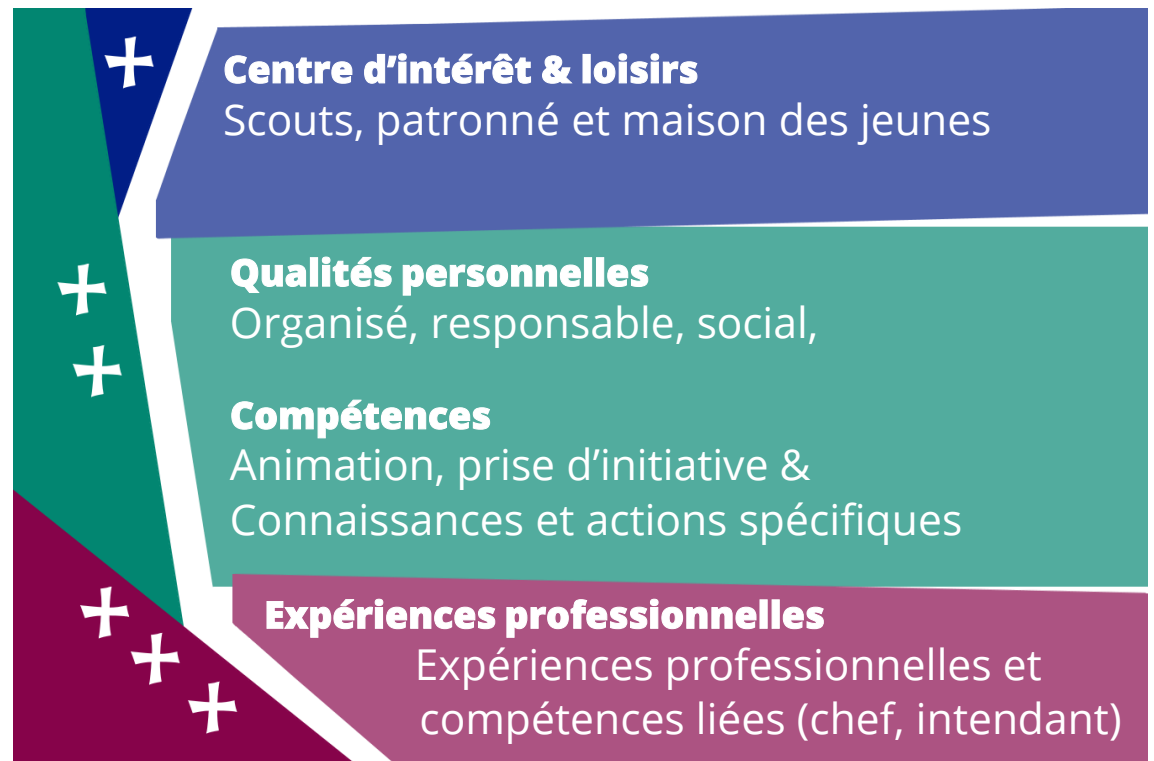 Centre d’intérêt & loisirs
Scouts, patronné et maison des jeunes
Qualités personnelles
Organisé, responsable, social,
Compétences
Animation, prise d’initiative &
Connaissances et actions spécifiques
Expériences professionnelles
Expériences professionnelles et
compétences liées (chef, intendant)